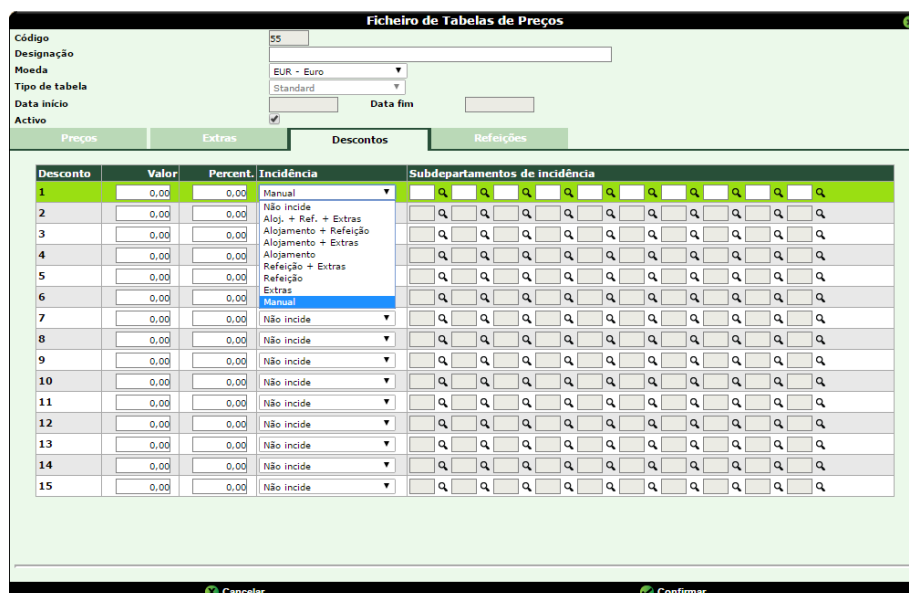 Ficheiro de Tabelas de Preços
Código 55
Designação
Moeda EUR - Euro
Tipo de tabela Standard
Data início Data fim
Activo
Preços Extras Descontos Refeições
Desconto Valor Percent. Incidência Subdepartamentos de incidência
1 0,00 0,00 Manual
Não incide
2 0,00 0,00 Aloj. + Ref. + Extras
3 0,00 0,00 Alojamento + Refeição
Alojamento + Extras
4 0,00 0,00 Alojamento
5 0,00 0,00 Refeição + Extras
Refeição
6 0,00 0,00 Extras
Manual
7 0,00 0,00 Não incide
8 0,00 0,00 Não incide
9 0,00 0,00 Não incide
10 0,00 0,00 Não incide
11 0,00 0,00 Não incide
12 0,00 0,00 Não incide
13 0,00 0,00 Não incide
14 0,00 0,00 Não incide
15 0,00 0,00 Não incide
Cancelar Confirmar